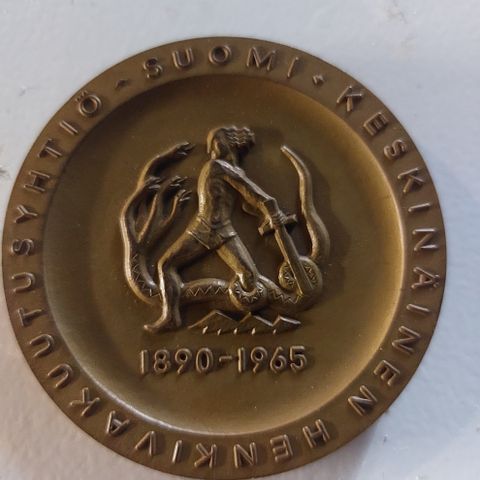 KESKINÄINEN HENKIVAKUUTUSYHTIÖ - SUOMI •
1890-1965